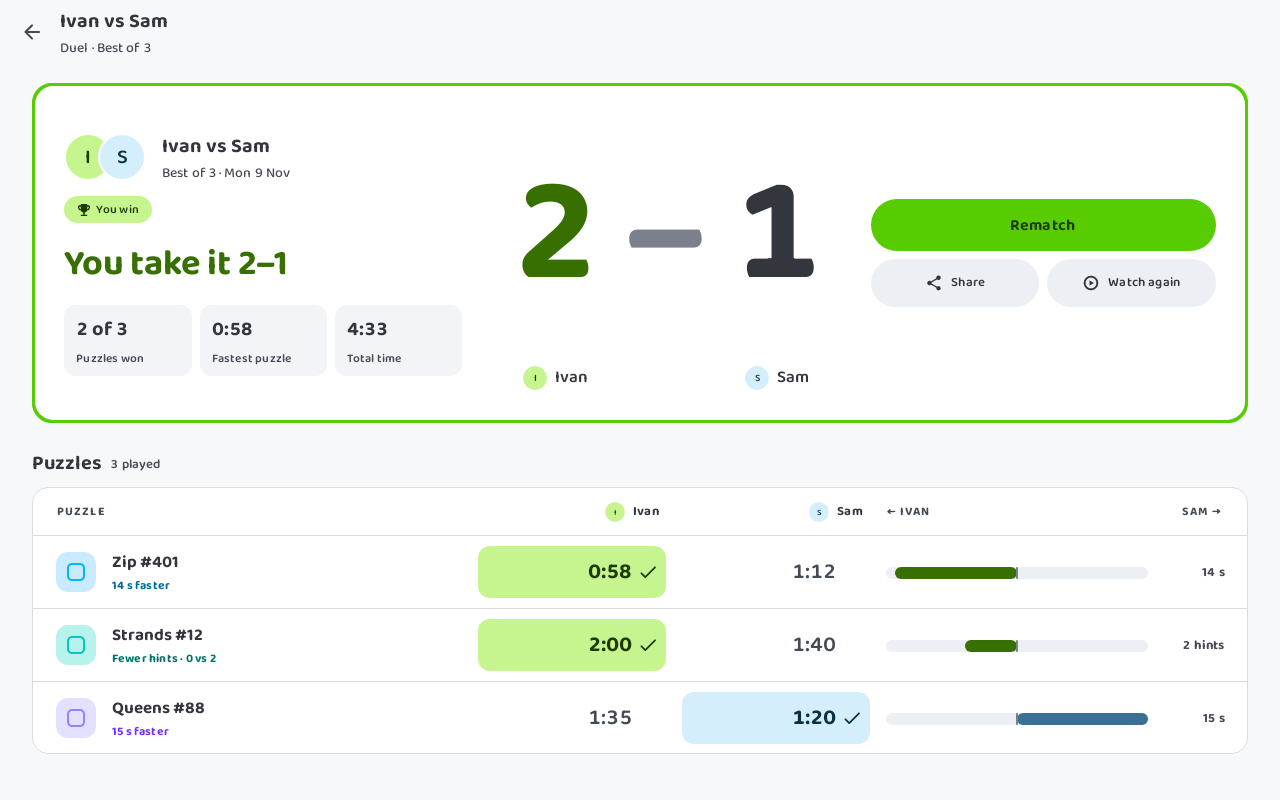 Ivan vs Sam
Duel · Best of 3
I
S
Ivan vs Sam
Best of 3 · Mon 9 Nov
You win
You take it 2–1
2 of 3
Puzzles won
0:58
Fastest puzzle
4:33
Total time
2 – 1
I Ivan
S Sam
Rematch
Share
Watch again
Puzzles 3 played
PUZZLE I Ivan S Sam ← IVAN SAM →
Zip #401
14 s faster
0:58 1:12 14 s
Strands #12
Fewer hints · 0 vs 2
2:00 1:40 2 hints
Queens #88
15 s faster
1:35 1:20 15 s